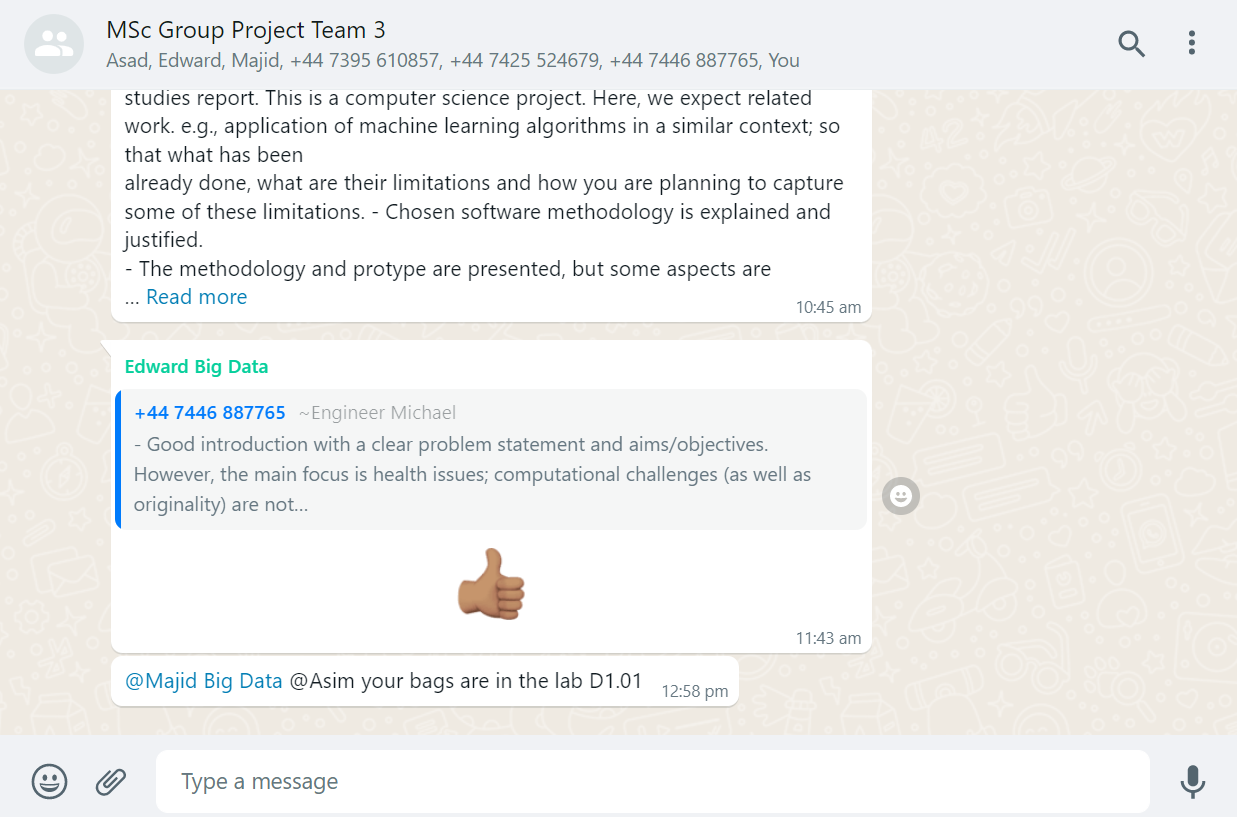 MSc Group Project Team 3
Asad, Edward, Majid, +44 7395 610857, +44 7425 524679, +44 7446 887765, You
studies report. This is a computer science project. Here, we expect related
work. e.g., application of machine learning algorithms in a similar context; so
that what has been
already done, what are their limitations and how you are planning to capture
some of these limitations. - Chosen software methodology is explained and
justified.
- The methodology and protype are presented, but some aspects are
... Read more
10:45 am
Edward Big Data
+44 7446 887765 ~Engineer Michael
- Good introduction with a clear problem statement and aims/objectives.
However, the main focus is health issues; computational challenges (as well as
originality) are not...
11:43 am
@Majid Big Data @Asim your bags are in the lab D1.01
12:58 pm
Type a message